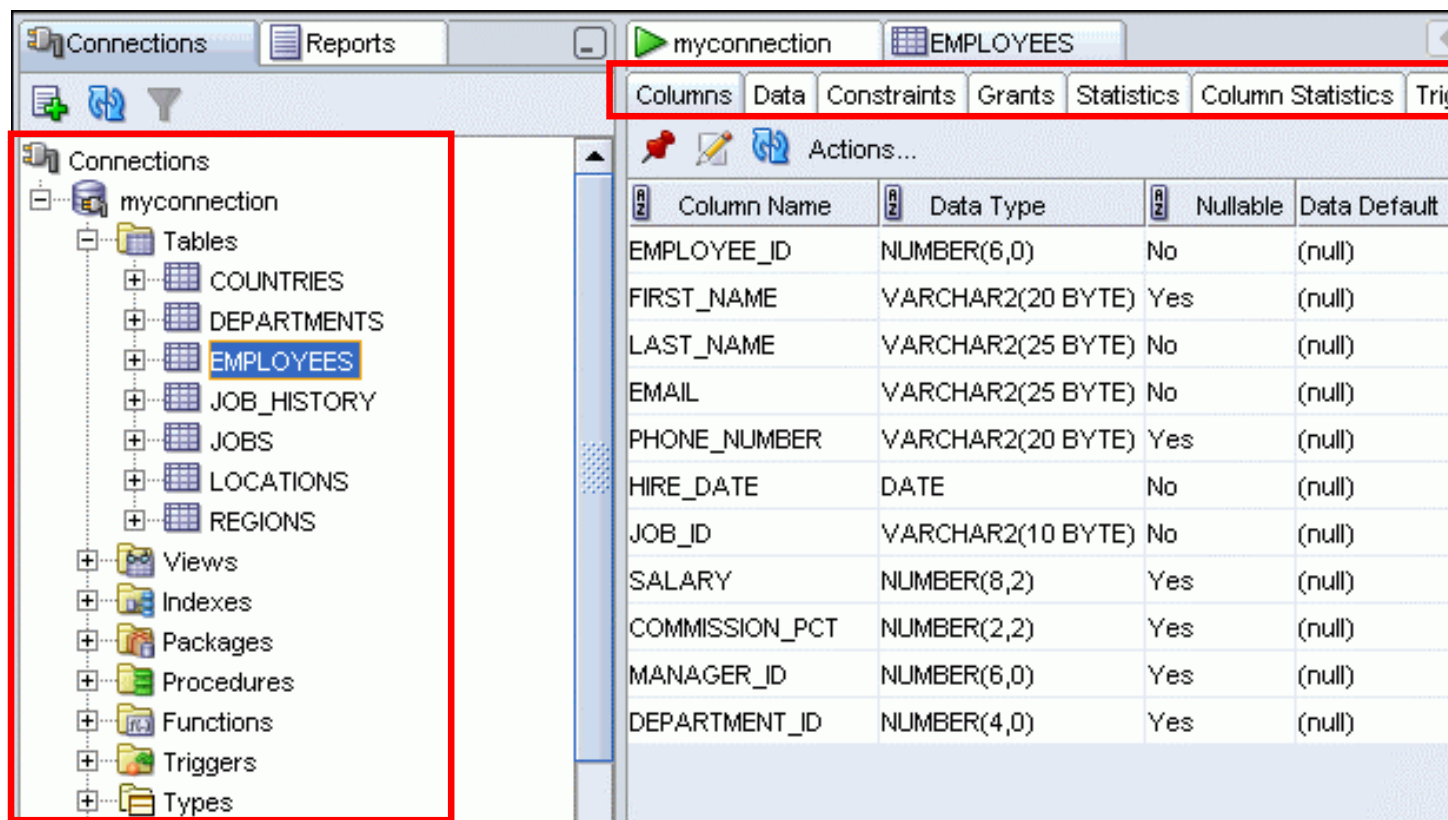 Connections Reports
Connections
myconnection
Tables
COUNTRIES
DEPARTMENTS
EMPLOYEES
JOB_HISTORY
JOBS
LOCATIONS
REGIONS
Views
Indexes
Packages
Procedures
Functions
Triggers
Types
myconnection EMPLOYEES
Columns Data Constraints Grants Statistics Column Statistics
Actions...
Column Name Data Type Nullable Data Default
EMPLOYEE_ID NUMBER(6,0) No (null)
FIRST_NAME VARCHAR2(20 BYTE) Yes (null)
LAST_NAME VARCHAR2(25 BYTE) No (null)
EMAIL VARCHAR2(25 BYTE) No (null)
PHONE_NUMBER VARCHAR2(20 BYTE) Yes (null)
HIRE_DATE DATE No (null)
JOB_ID VARCHAR2(10 BYTE) No (null)
SALARY NUMBER(8,2) Yes (null)
COMMISSION_PCT NUMBER(2,2) Yes (null)
MANAGER_ID NUMBER(6,0) Yes (null)
DEPARTMENT_ID NUMBER(4,0) Yes (null)